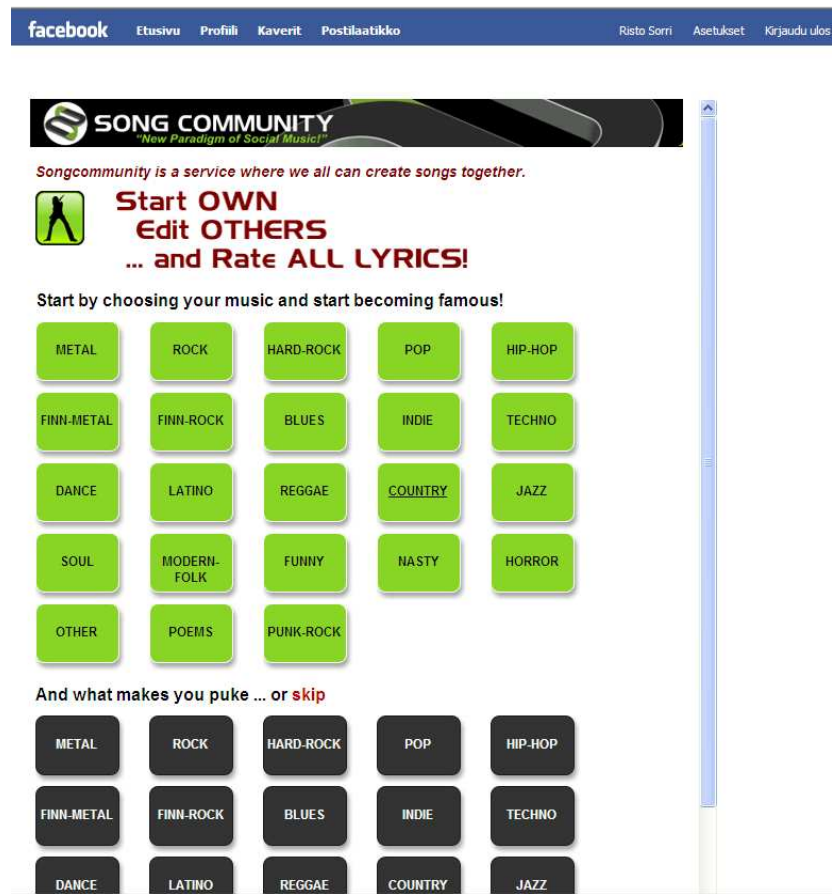 facebook Etusivu Profiili Kaverit Postilaatikko Risto Sorri Asetukset Kirjaudu ulos
SONG COMMUNITY
"New Paradigm of Social Music!"
Songcommunity is a service where we all can create songs together.
Start OWN
Edit OTHERS
... and Rate ALL LYRICS!
Start by choosing your music and start becoming famous!
METAL ROCK HARD-ROCK POP HIP-HOP
FINN-METAL FINN-ROCK BLUES INDIE TECHNO
DANCE LATINO REGGAE COUNTRY JAZZ
SOUL MODERN-FOLK FUNNY NASTY HORROR
OTHER POEMS PUNK-ROCK
And what makes you puke ... or skip
METAL ROCK HARD-ROCK POP HIP-HOP
FINN-METAL FINN-ROCK BLUES INDIE TECHNO
DANCE LATINO REGGAE COUNTRY JAZZ